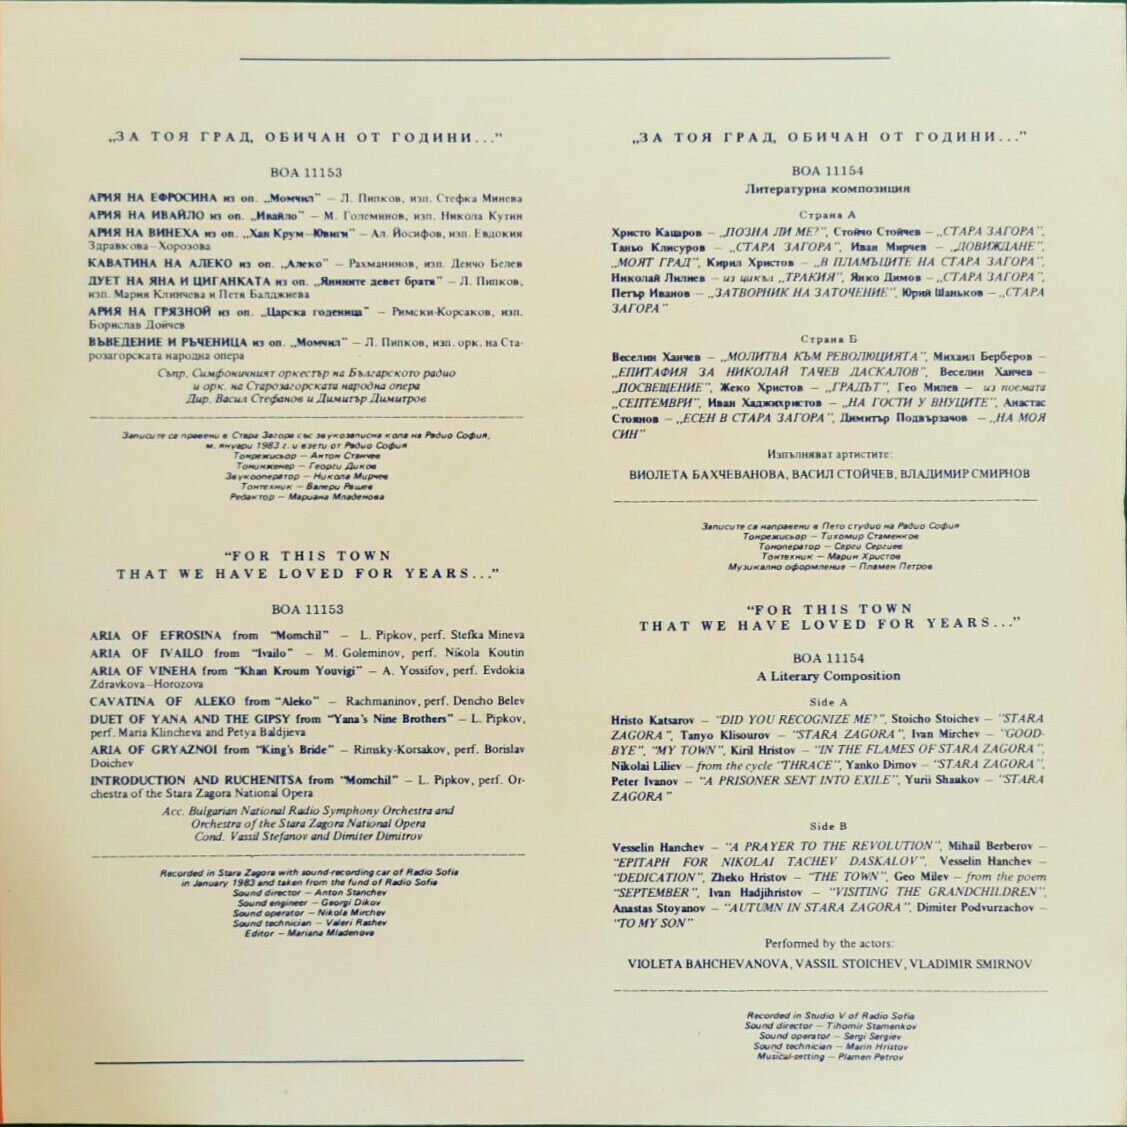 „ЗА ТОЯ ГРАД, ОБИЧАН ОТ ГОДИНИ...”
ВОА 11153
АРИЯ НА ЕФРОСИНА из оп. „Момчил” – Л. Пипков, изп. Стефка Минева
АРИЯ НА ИВАЙЛО из оп. „Ивайло” – М. Големинов, изп. Никола Кутин
АРИЯ НА ВИНЕХА из оп. „Хан Крум–Ювиги” – Ал. Йосифов, изп. Евдокия
Здравкова–Хорозова
КАВАТИНА НА АЛЕКО из оп. „Алеко” – Рахманинов, изп. Денчо Белев
ДУЕТ НА ЯНА И ЦИГАНКАТА из оп. „Янините девет братя” – Л. Пипков,
изп. Мария Клинчева и Петя Балджиева
АРИЯ НА ГРЯЗНОЙ из оп. „Царска годеница” – Римски-Корсаков, изп.
Борислав Дойчев
ВЪВЕДЕНИЕ И РЪЧЕНИЦА из оп. „Момчил” – Л. Пипков, изп. орк. на Ста-
розагорската народна опера
Съпр. Симфоничният оркестър на Българското радио
и орк. на Старозагорската народна опера
Дир. Васил Стефанов и Димитър Димитров
Записите са правени в Стара Загора със звукозаписна кола на Радио София,
м. януари 1983 г. и взети от Радио София
Тонрежисьор – Антон Станчев
Тонинженер – Георги Диков
Звукооператор – Никола Мирчев
Тонтехник – Валери Рашев
Редактор – Мариана Младенова
“FOR THIS TOWN
THAT WE HAVE LOVED FOR YEARS...”
BOA 11153
ARIA OF EFROSINA from “Momchil” – L. Pipkov, perf. Stefka Mineva
ARIA OF IVAILO from “Ivailo” – M. Goleminov, perf. Nikola Koutin
ARIA OF VINEHA from “Khan Kroum Youvigi” – A. Yossifov, perf. Evdokia
Zdravkova–Horozova
CAVATINA OF ALEKO from “Aleko” – Rachmaninov, perf. Dencho Belev
DUET OF YANA AND THE GIPSY from “Yana’s Nine Brothers” – L. Pipkov,
perf. Maria Klincheva and Petya Baldjieva
ARIA OF GRYAZNOI from “King’s Bride” – Rimsky-Korsakov, perf. Borislav
Doichev
INTRODUCTION AND RUCHENITSA from “Momchil” – L. Pipkov, perf. Or-
chestra of the Stara Zagora National Opera
Acc. Bulgarian National Radio Symphony Orchestra and
Orchestra of the Stara Zagora National Opera
Cond. Vassil Stefanov and Dimiter Dimitrov
Recorded in Stara Zagora with sound-recording car of Radio Sofia
in January 1983 and taken from the fund of Radio Sofia
Sound director – Anton Stanchev
Sound engineer – Georgi Dikov
Sound operator – Nikola Mirchev
Sound technician – Valeri Rashev
Editor – Mariana Mladenova
„ЗА ТОЯ ГРАД, ОБИЧАН ОТ ГОДИНИ...”
ВОА 11154
Литературна композиция
Страна А
Христо Кацаров – „ПОЗНА ЛИ МЕ?”, Стойчо Стойчев – „СТАРА ЗАГОРА”,
Таньо Клисуров – „СТАРА ЗАГОРА”, Иван Мирчев – „ДОВИЖДАНЕ”,
„МОЯТ ГРАД”, Кирил Христов – „В ПЛАМЪЦИТЕ НА СТАРА ЗАГОРА”,
Николай Лилиев – из цикъл „ТРАКИЯ”, Янко Димов – „СТАРА ЗАГОРА”,
Петър Иванов – „ЗАТВОРНИК НА ЗАТОЧЕНИЕ”, Юрий Шаньков – „СТАРА
ЗАГОРА”
Страна Б
Веселин Ханчев – „МОЛИТВА КЪМ РЕВОЛЮЦИЯТА”, Михаил Берберов –
„ЕПИТАФИЯ ЗА НИКОЛАЙ ТАЧЕВ ДАСКАЛОВ”, Веселин Ханчев –
„ПОСВЕЩЕНИЕ”, Жеко Христов – „ГРАДЪТ”, Гео Милев – из поемата
„СЕПТЕМВРИ”, Иван Хаджихристов – „НА ГОСТИ У ВНУЦИТЕ”, Анастас
Стоянов – „ЕСЕН В СТАРА ЗАГОРА”, Димитър Подвързачов – „НА МОЯ
СИН”
Изпълняват артистите:
ВИОЛЕТА БАХЧЕВАНОВА, ВАСИЛ СТОЙЧЕВ, ВЛАДИМИР СМИРНОВ
Записите са направени в Пето студио на Радио София
Тонрежисьор – Тихомир Стаменков
Тоноператор – Серги Сергиев
Тонтехник – Марин Христов
Музикално оформление – Пламен Петров
“FOR THIS TOWN
THAT WE HAVE LOVED FOR YEARS...”
BOA 11154
A Literary Composition
Side A
Hristo Katsarov – “DID YOU RECOGNIZE ME?”, Stoicho Stoichev – “STARA
ZAGORA”, Tanyo Klisourov – “STARA ZAGORA”, Ivan Mirchev – “GOOD-
BYE”, “MY TOWN”, Kiril Hristov – “IN THE FLAMES OF STARA ZAGORA”,
Nikolai Liliev – from the cycle “THRACE”, Yanko Dimov – “STARA ZAGORA”,
Peter Ivanov – “A PRISONER SENT INTO EXILE”, Yurii Shankov – “STARA
ZAGORA”
Side B
Vesselin Hanchev – “A PRAYER TO THE REVOLUTION”, Mihail Berberov –
“EPITAPH FOR NIKOLAI TACHEV DASKALOV”, Vesselin Hanchev –
“DEDICATION”, Zheko Hristov – “THE TOWN”, Geo Milev – from the poem
“SEPTEMBER”, Ivan Hadjihristov – “VISITING THE GRANDCHILDREN”,
Anastas Stoyanov – “AUTUMN IN STARA ZAGORA”, Dimiter Podvurzachov –
“TO MY SON”
Performed by the actors:
VIOLETA BAHCHEVANOVA, VASSIL STOICHEV, VLADIMIR SMIRNOV
Recorded in Studio V of Radio Sofia
Sound director – Tihomir Stamenkov
Sound operator – Sergi Sergiev
Sound technician – Marin Hristov
Musical setting – Plamen Petrov